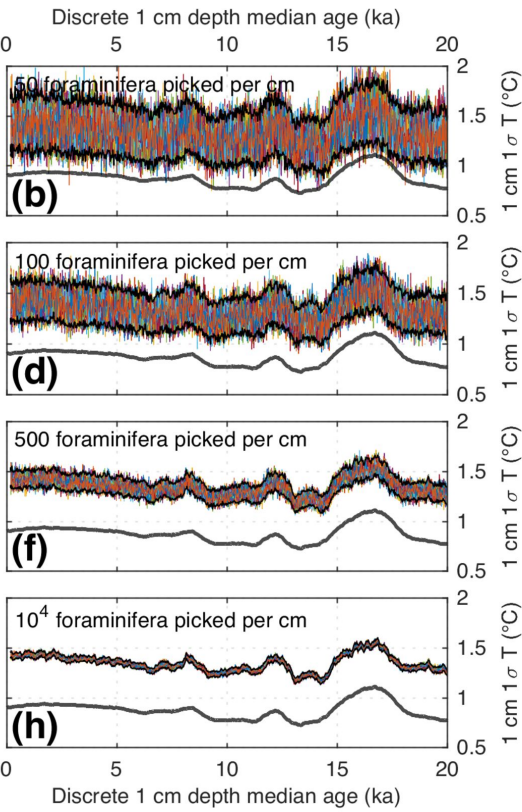 Discrete 1 cm depth median age (ka)
0 5 10 15 20
50 foraminifera picked per cm
2
1.5
1
0.5
1 cm 1 σ T (°C)
(b)
100 foraminifera picked per cm
2
1.5
1
0.5
1 cm 1 σ T (°C)
(d)
500 foraminifera picked per cm
2
1.5
1
0.5
1 cm 1 σ T (°C)
(f)
10⁴ foraminifera picked per cm
2
1.5
1
0.5
1 cm 1 σ T (°C)
(h)
0 5 10 15 20
Discrete 1 cm depth median age (ka)